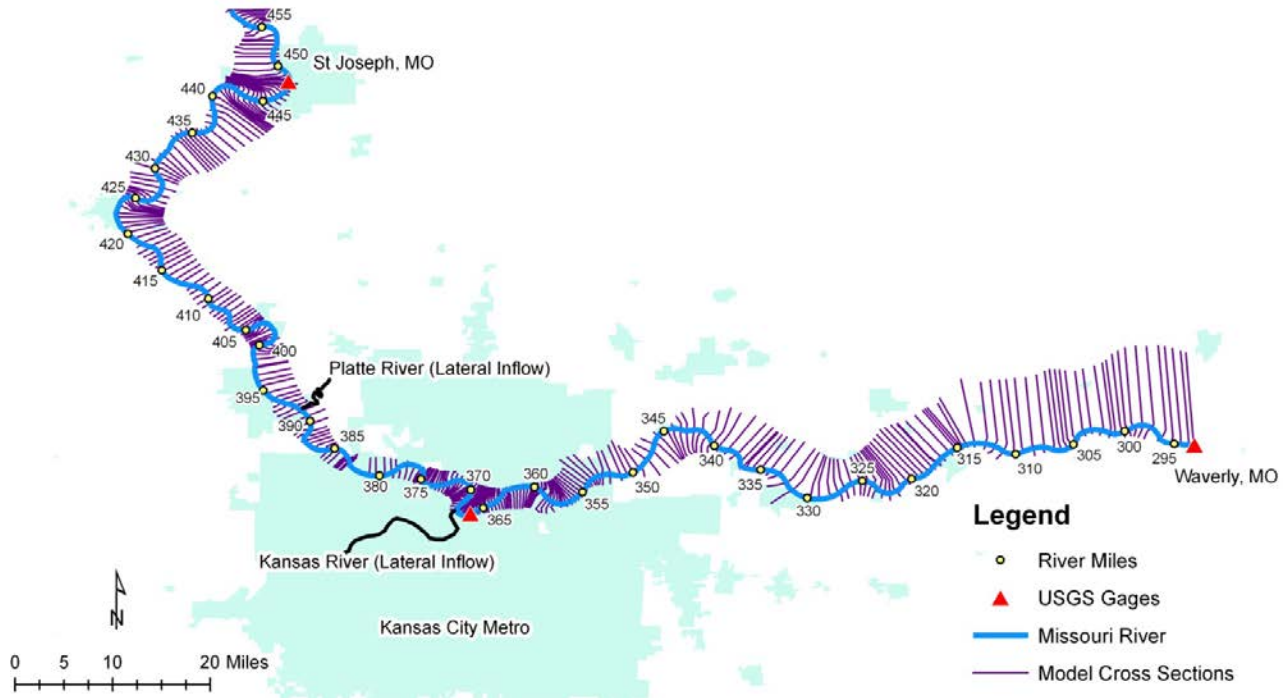 455
450
St Joseph, MO
440
445
435
430
425
420
415
410
405
400
Platte River (Lateral Inflow)
395
390
385
380
375
370
365
360
355
350
345
340
335
330
325
320
315
310
305
300
295
Waverly, MO
Kansas River (Lateral Inflow)
Kansas City Metro
N
0 5 10 20 Miles
Legend
River Miles
USGS Gages
Missouri River
Model Cross Sections